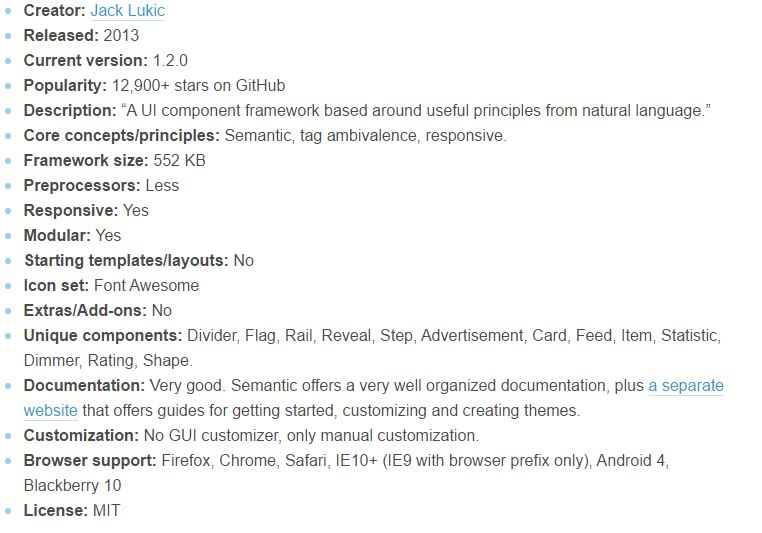 Creator: Jack Lukic
Released: 2013
Current version: 1.2.0
Popularity: 12,900+ stars on GitHub
Description: “A UI component framework based around useful principles from natural language.”
Core concepts/principles: Semantic, tag ambivalence, responsive.
Framework size: 552 KB
Preprocessors: Less
Responsive: Yes
Modular: Yes
Starting templates/layouts: No
Icon set: Font Awesome
Extras/Add-ons: No
Unique components: Divider, Flag, Rail, Reveal, Step, Advertisement, Card, Feed, Item, Statistic,
Dimmer, Rating, Shape.
Documentation: Very good. Semantic offers a very well organized documentation, plus a separate
website that offers guides for getting started, customizing and creating themes.
Customization: No GUI customizer, only manual customization.
Browser support: Firefox, Chrome, Safari, IE10+ (IE9 with browser prefix only), Android 4,
Blackberry 10
License: MIT